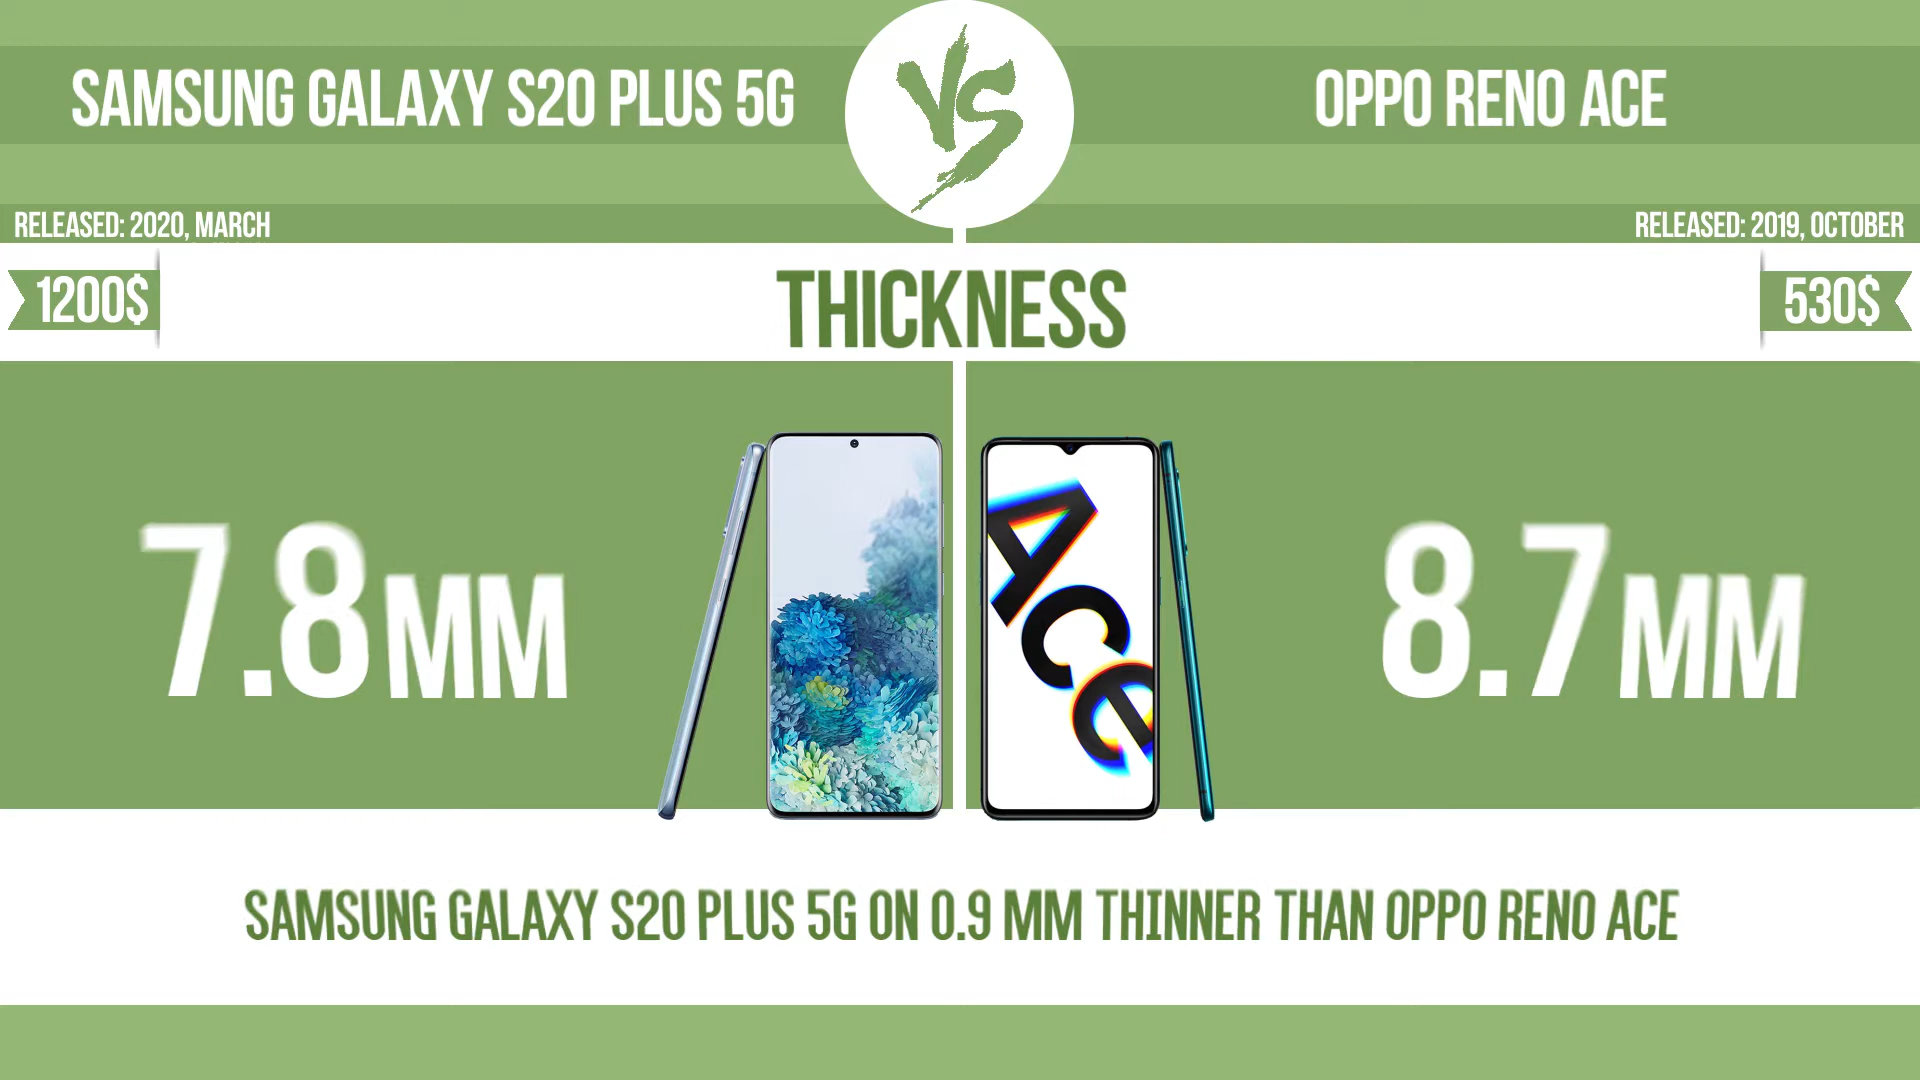 SAMSUNG GALAXY S20 PLUS 5G
VS
OPPO RENO ACE
RELEASED: 2020, MARCH
RELEASED: 2019, OCTOBER
1200$
THICKNESS
530$
7.8MM
Ace
8.7MM
SAMSUNG GALAXY S20 PLUS 5G ON 0.9 MM THINNER THAN OPPO RENO ACE